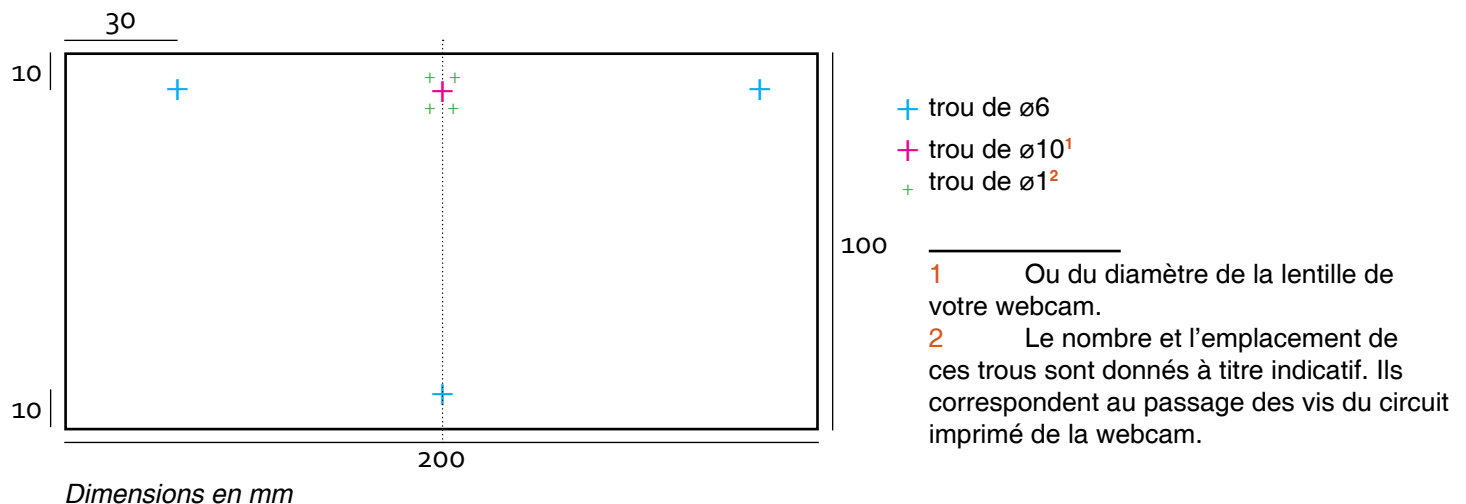 30
10
trou de ø6
trou de ø10¹
trou de ø1²
100
1 Ou du diamètre de la lentille de
votre webcam.
2 Le nombre et l’emplacement de
ces trous sont donnés à titre indicatif. Ils
correspondent au passage des vis du circuit
imprimé de la webcam.
10
200
Dimensions en mm